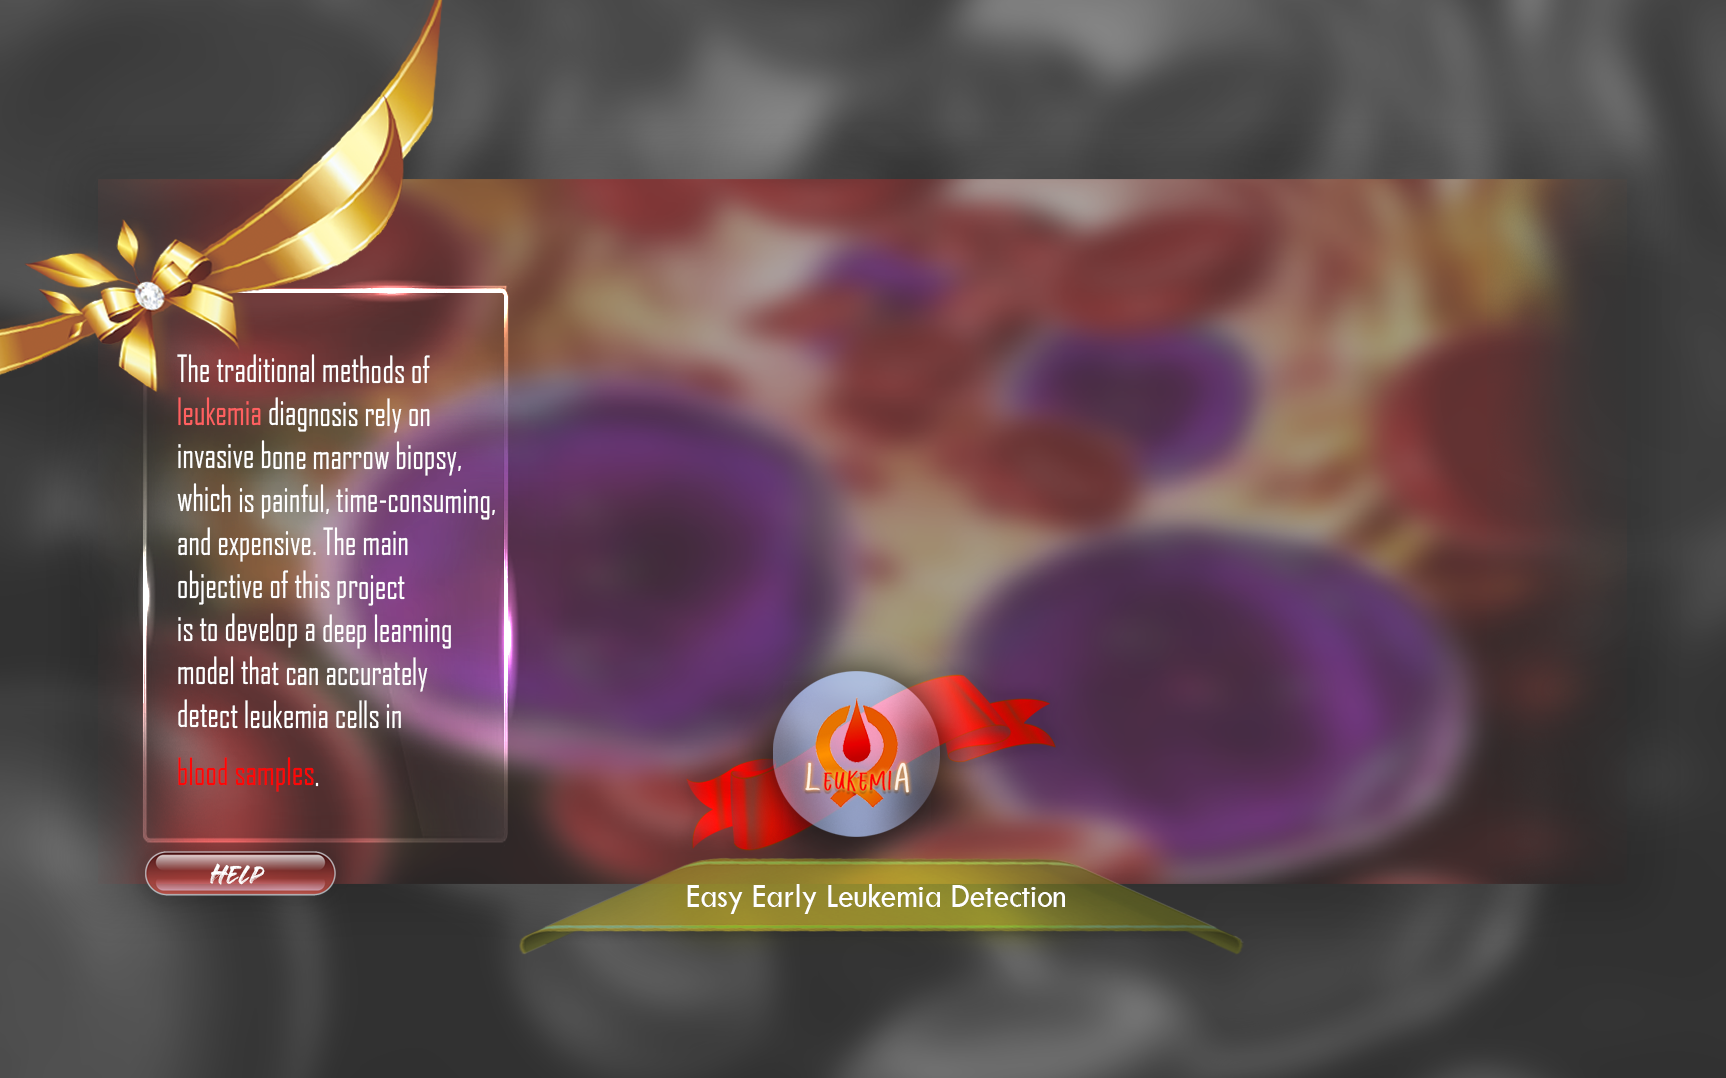 The traditional methods of
leukemia diagnosis rely on
invasive bone marrow biopsy,
which is painful, time-consuming,
and expensive. The main
objective of this project
is to develop a deep learning
model that can accurately
detect leukemia cells in
blood samples.
HELP
LEUKEMIA
Easy Early Leukemia Detection